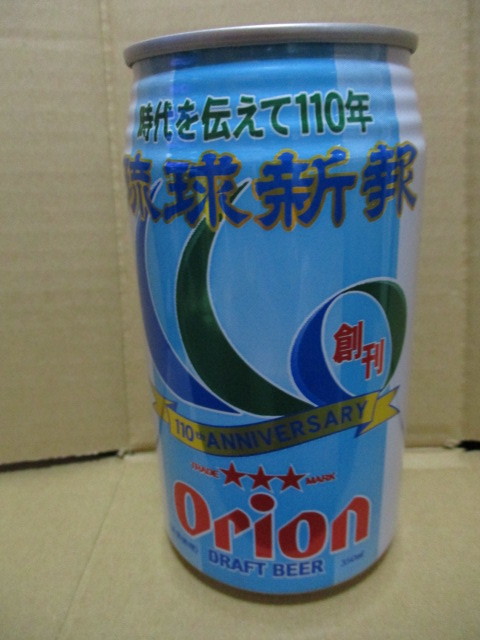 時代を伝えて110年
琉球新報
創刊
110th ANNIVERSARY
TRADE MARK
Orion
DRAFT BEER
350ml